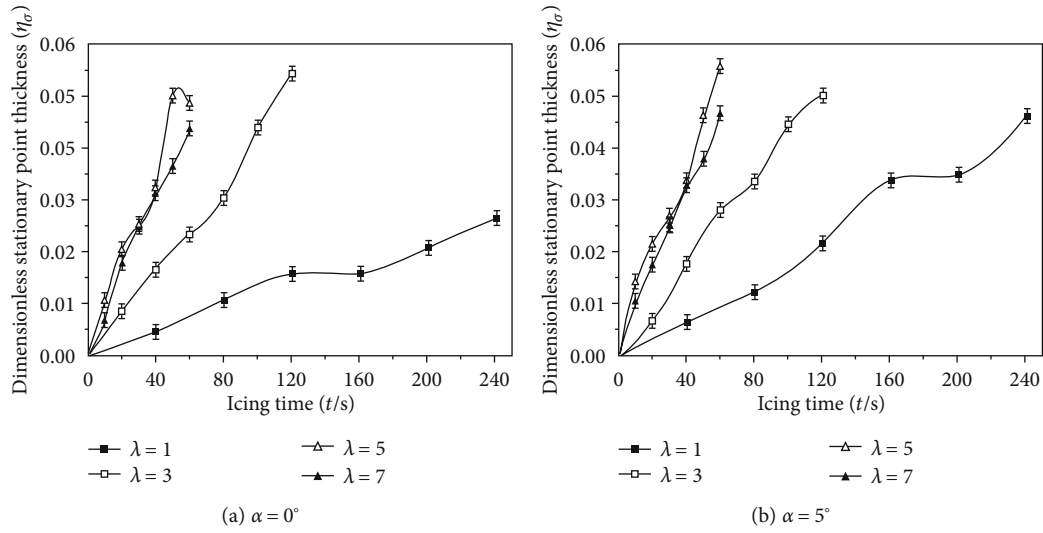 Dimensionless stationary point thickness (ησ)
0.06
0.05
0.05
0.03
0.02
0.01
0.00
0 40 80 120 160 200 240
Icing time (t/s)
λ = 1 λ = 5
λ = 3 λ = 7
(a) α = 0°
Dimensionless stationary point thickness (ησ)
0.06
0.05
0.05
0.03
0.02
0.01
0.00
0 40 80 120 160 200 240
Icing time (t/s)
λ = 1 λ = 5
λ = 3 λ = 7
(b) α = 5°